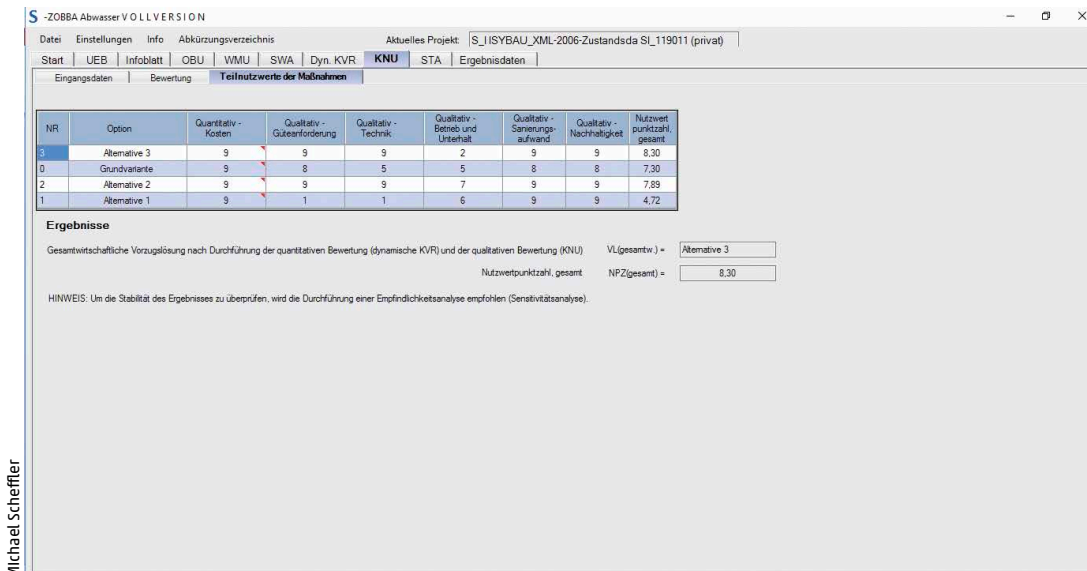 S -ZOBBA Abwasser V O L L V E R S I O N
Datei Einstellungen Info Abkürzungsverzeichnis Aktuelles Projekt: S_I ISYBAU_XML-2006-Zustandsda SI_119011 (privat)
Start UEB Infoblatt OBU WMU SWA Dyn. KVR KNU STA Ergebnisdaten
Eingangsdaten Bewertung Teilnutzwerte der Maßnahmen
NR Option Quantitativ - Kosten Qualitativ - Güteanforderung Qualitativ - Technik Qualitativ - Betrieb und Unterhalt Qualitativ - Sanierungs- aufwand Qualitativ - Nachhaltigkeit Nutzwert punktzahl, gesamt
3 Alternative 3 9 9 9 2 9 9 8,30
0 Grundvariante 9 8 5 5 8 8 7,30
2 Alternative 2 9 9 9 7 9 9 7,89
1 Alternative 1 9 1 1 6 9 9 4,72
Ergebnisse
Gesamtwirtschaftliche Vorzugslösung nach Durchführung der quantitativen Bewertung (dynamische KVR) und der qualitativen Bewertung (KNU) VL(gesamtw.) = Alternative 3
Nutzwertpunktzahl, gesamt NPZ(gesamt) = 8,30
HINWEIS: Um die Stabilität des Ergebnisses zu überprüfen, wird die Durchführung einer Empfindlichkeitsanalyse empfohlen (Sensitivitätsanalyse).
Michael Scheffler